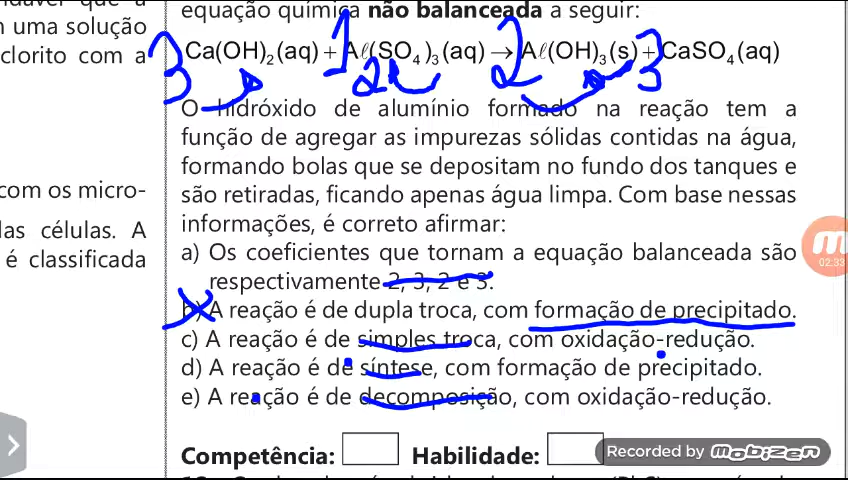 ndaver que a
n uma solução
clorito com a
com os micro-
las células. A
é classificada
equação química não balanceada a seguir:
3 Ca(OH)₂(aq) + 1 Aℓ₂(SO₄)₃(aq) → 2 Aℓ(OH)₃(s) + 3 CaSO₄(aq)
O hidróxido de alumínio formado na reação tem a
função de agregar as impurezas sólidas contidas na água,
formando bolas que se depositam no fundo dos tanques e
são retiradas, ficando apenas água limpa. Com base nessas
informações, é correto afirmar:
a) Os coeficientes que tornam a equação balanceada são
respectivamente 2, 3, 2 e 3.
b) A reação é de dupla troca, com formação de precipitado.
c) A reação é de simples troca, com oxidação-redução.
d) A reação é de síntese, com formação de precipitado.
e) A reação é de decomposição, com oxidação-redução.
Competência: Habilidade:
02:33
Recorded by Mobizen